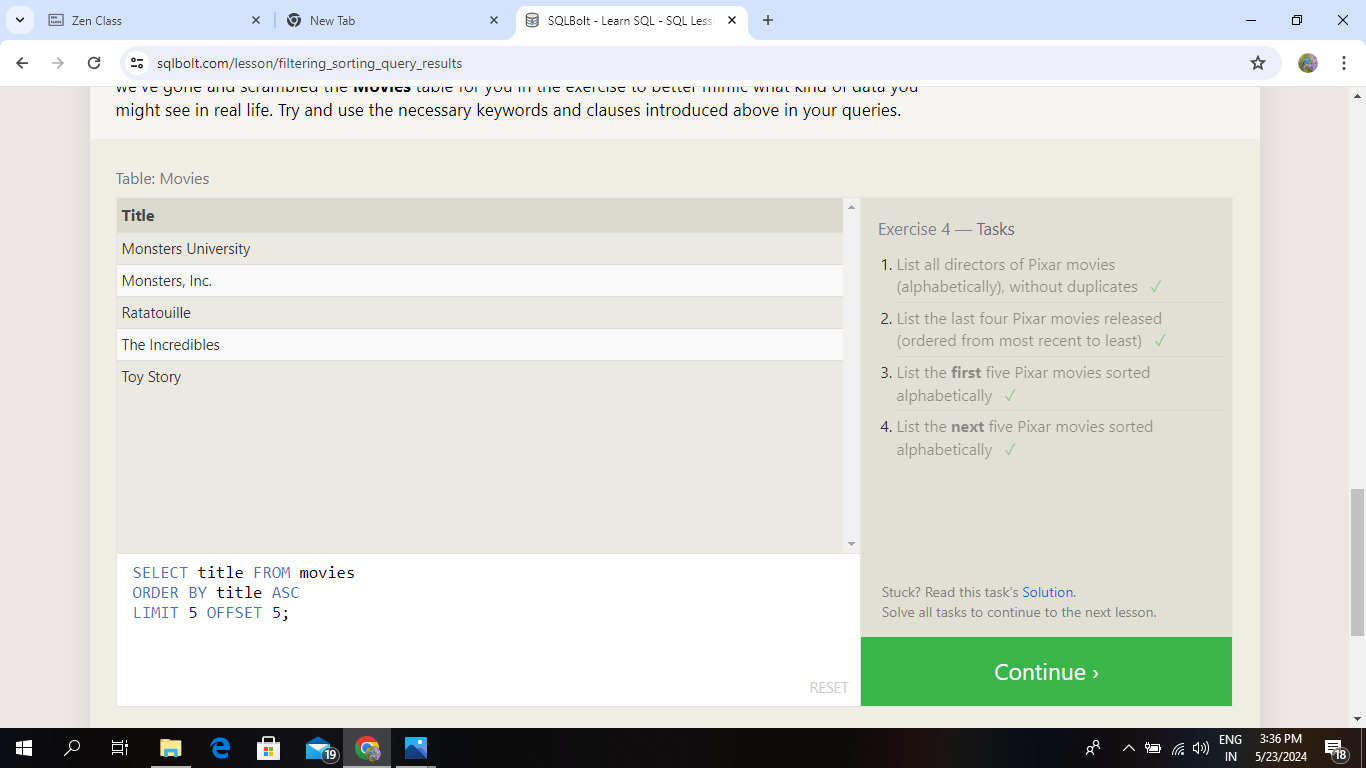 Zen Class
New Tab
SQLBolt - Learn SQL - SQL Less
sqlbolt.com/lesson/filtering_sorting_query_results
we've gone and scrambled the Movies table for you in the exercise to better mimic what kind of data you
might see in real life. Try and use the necessary keywords and clauses introduced above in your queries.
Table: Movies
Title
Monsters University
Monsters, Inc.
Ratatouille
The Incredibles
Toy Story
SELECT title FROM movies
ORDER BY title ASC
LIMIT 5 OFFSET 5;
RESET
Exercise 4 — Tasks
1. List all directors of Pixar movies
(alphabetically), without duplicates ✓
2. List the last four Pixar movies released
(ordered from most recent to least) ✓
3. List the first five Pixar movies sorted
alphabetically ✓
4. List the next five Pixar movies sorted
alphabetically ✓
Stuck? Read this task's Solution.
Solve all tasks to continue to the next lesson.
Continue ›
19
ENG
IN
3:36 PM
5/23/2024
18